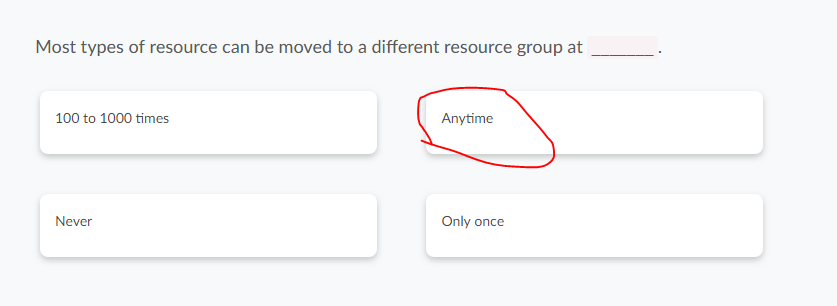 Most types of resource can be moved to a different resource group at _______ .
100 to 1000 times
Anytime
Never
Only once